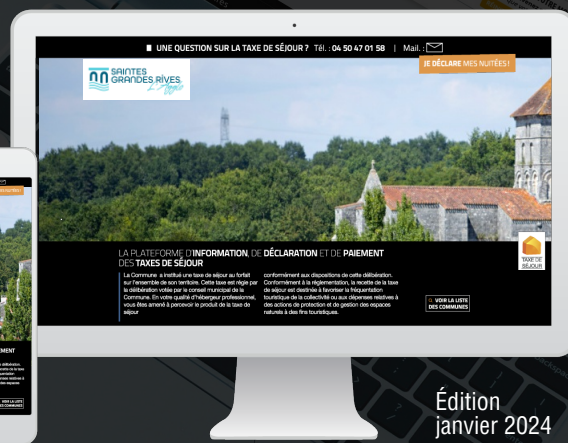 ■ UNE QUESTION SUR LA TAXE DE SÉJOUR ? Tél. : 04 50 47 01 58 | Mail. :
JE DÉCLARE MES NUITÉES !
SAINTES
GRANDES RIVES
L'Agglo
LA PLATEFORME D'INFORMATION, DE DÉCLARATION ET DE PAIEMENT
DES TAXES DE SÉJOUR
La Commune a institué une taxe de séjour au forfait
sur l'ensemble de son territoire. Cette taxe est régie par
la délibération votée par le conseil municipal de la
Commune. En votre qualité d'hébergeur professionnel,
vous êtes amené à percevoir le produit de la taxe de
séjour
conformément aux dispositions de cette délibération.
Conformément à la réglementation, la recette de la taxe
de séjour est destinée à favoriser la fréquentation
touristique de la collectivité ou aux dépenses relatives à
des actions de protection et de gestion des espaces
naturels à des fins touristiques.
TAXE DE
SÉJOUR
VOIR LA LISTE
DES COMMUNES
Édition
janvier 2024